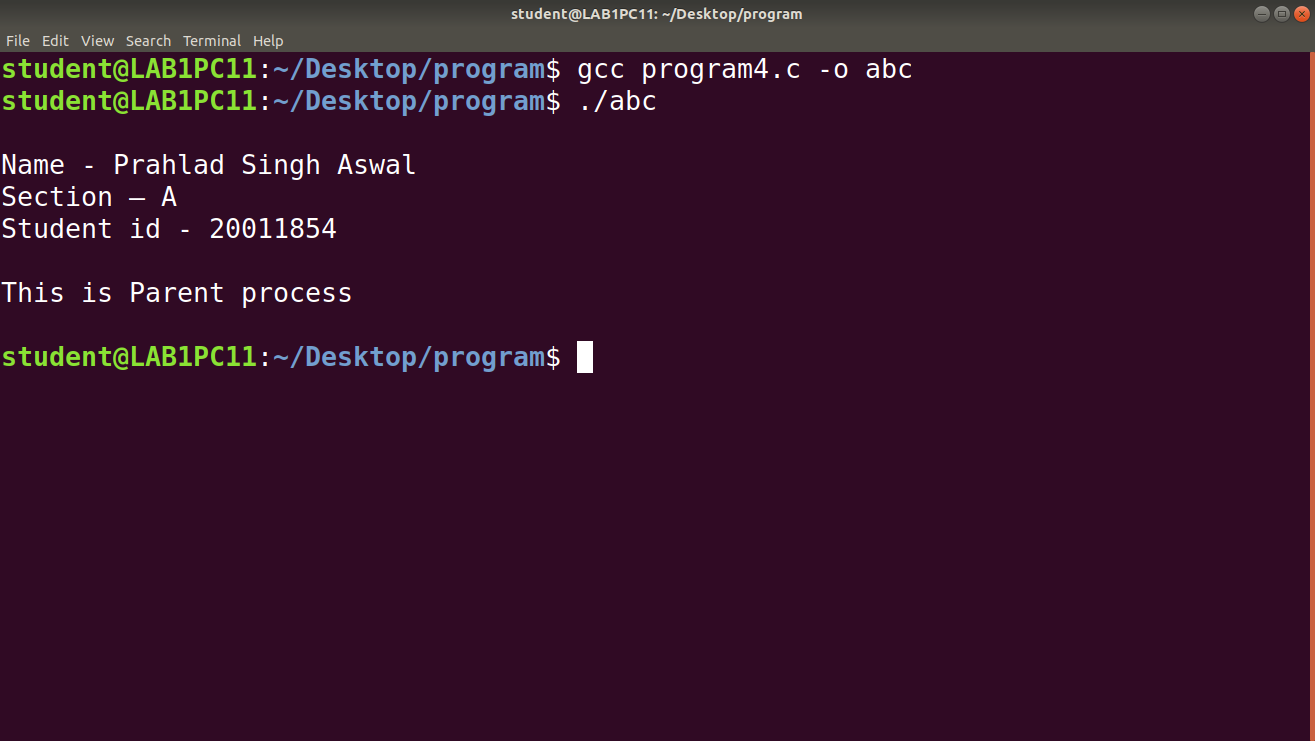 student@LAB1PC11: ~/Desktop/program
File Edit View Search Terminal Help
student@LAB1PC11:~/Desktop/program$ gcc program4.c -o abc
student@LAB1PC11:~/Desktop/program$ ./abc
Name - Prahlad Singh Aswal
Section – A
Student id - 20011854
This is Parent process
student@LAB1PC11:~/Desktop/program$